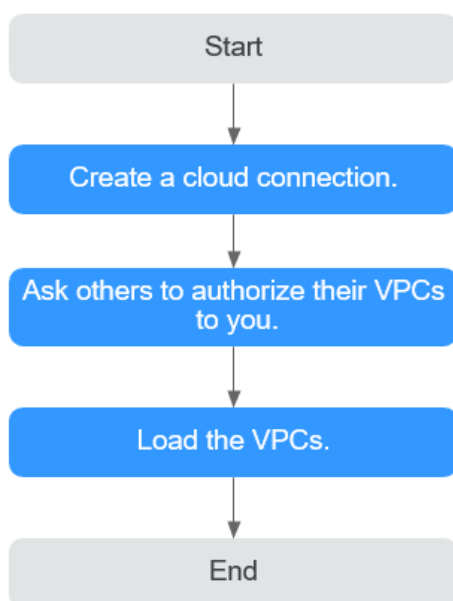 Start
Create a cloud connection.
Ask others to authorize their VPCs
to you.
Load the VPCs.
End